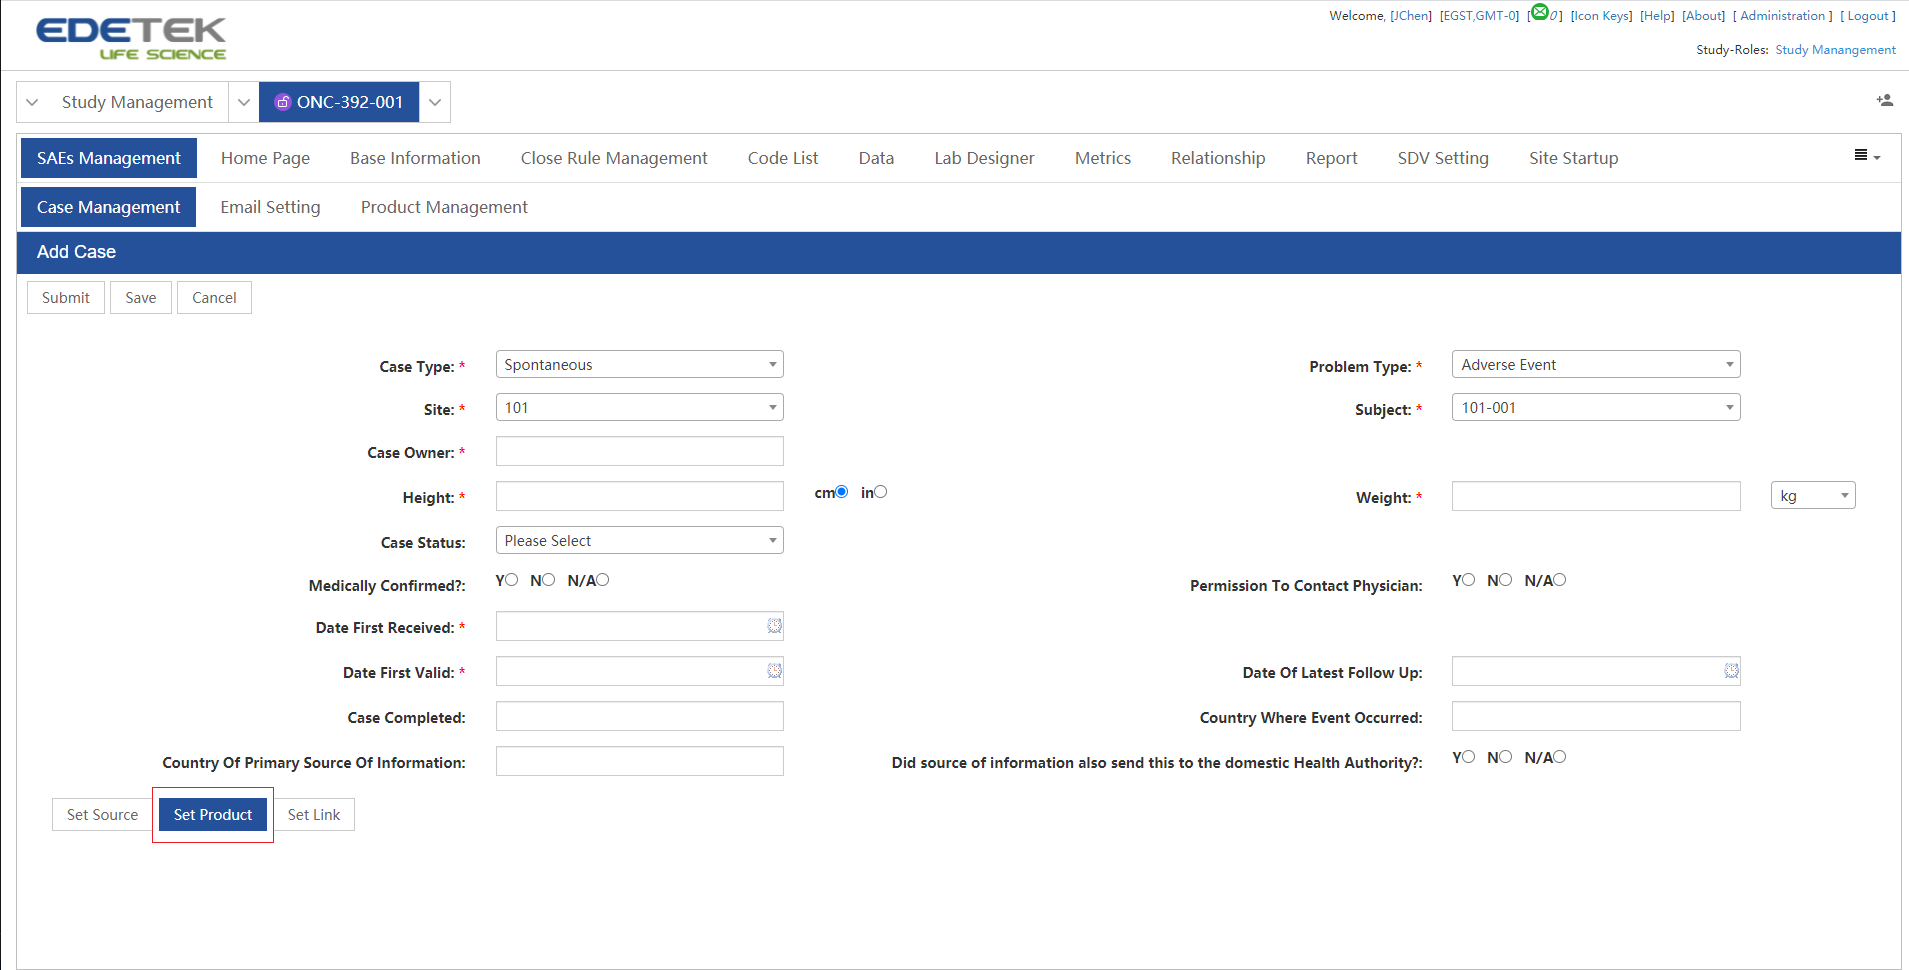 EDETEK
LIFE SCIENCE
Welcome, [JChen] [EGST,GMT-0] [ 0 ] [Icon Keys] [Help] [About] [ Administration ] [ Logout ]
Study-Roles: Study Manangement
Study Management ONC-392-001
SAEs Management Home Page Base Information Close Rule Management Code List Data Lab Designer Metrics Relationship Report SDV Setting Site Startup
Case Management Email Setting Product Management
Add Case
Submit Save Cancel
Case Type: * Spontaneous Problem Type: * Adverse Event
Site: * 101 Subject: * 101-001
Case Owner: *
Height: * cm in Weight: * kg
Case Status: Please Select
Medically Confirmed?: Y N N/A Permission To Contact Physician: Y N N/A
Date First Received: *
Date First Valid: * Date Of Latest Follow Up:
Case Completed: Country Where Event Occurred:
Country Of Primary Source Of Information: Did source of information also send this to the domestic Health Authority?: Y N N/A
Set Source Set Product Set Link